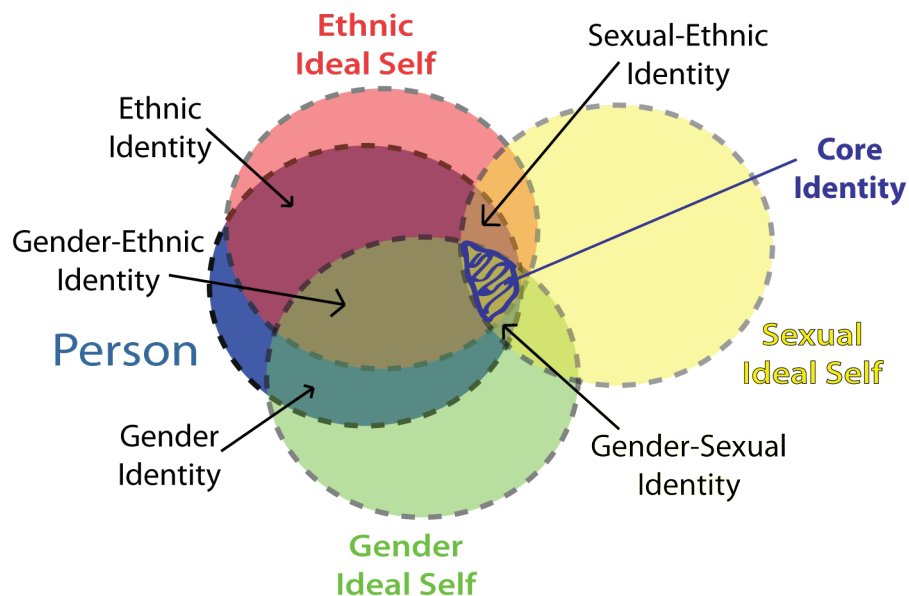 Ethnic
Ideal Self
Sexual-Ethnic
Identity
Ethnic
Identity
Core
Identity
Gender-Ethnic
Identity
Person
Sexual
Ideal Self
Gender
Identity
Gender-Sexual
Identity
Gender
Ideal Self